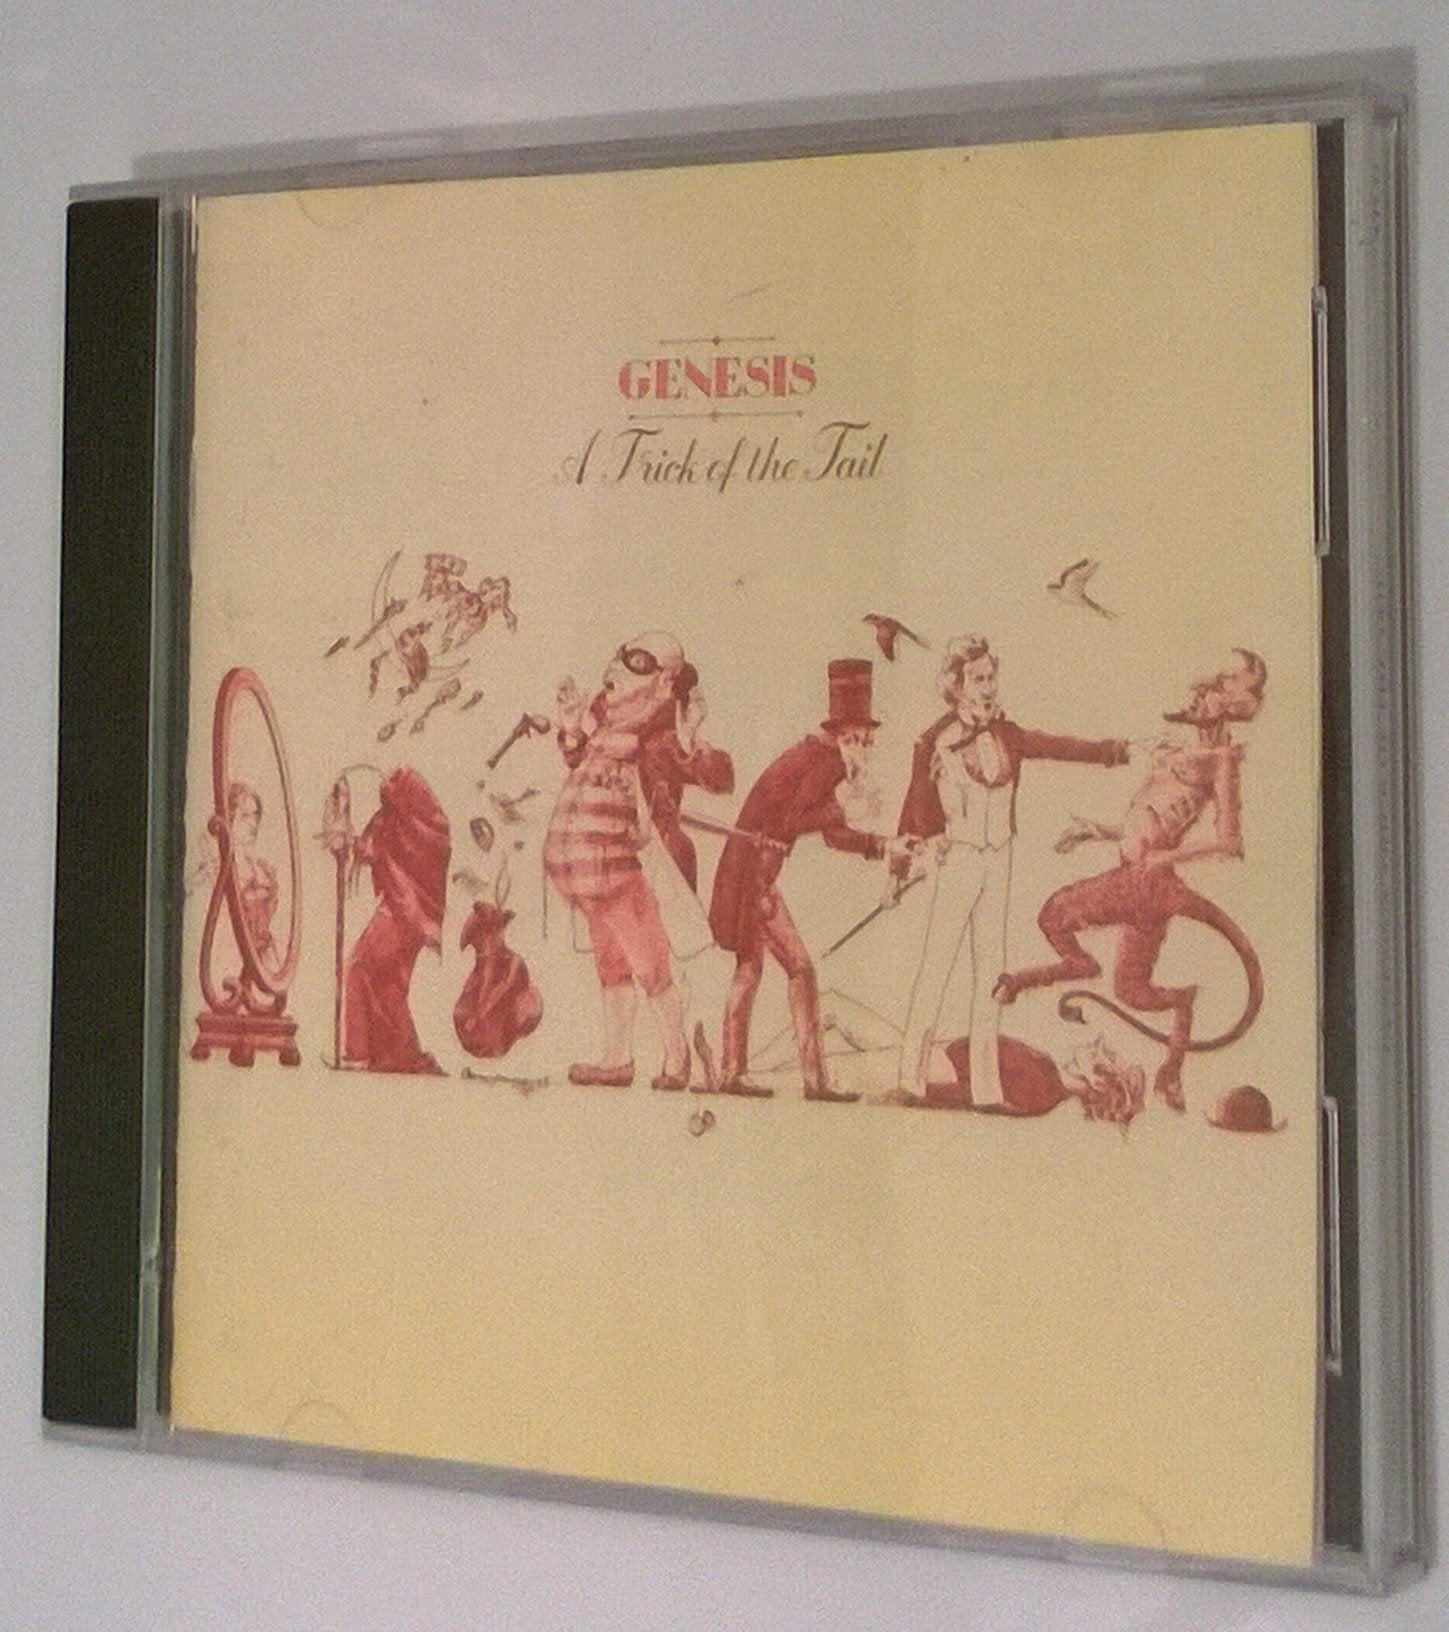 GENESIS
A Trick of the Tail